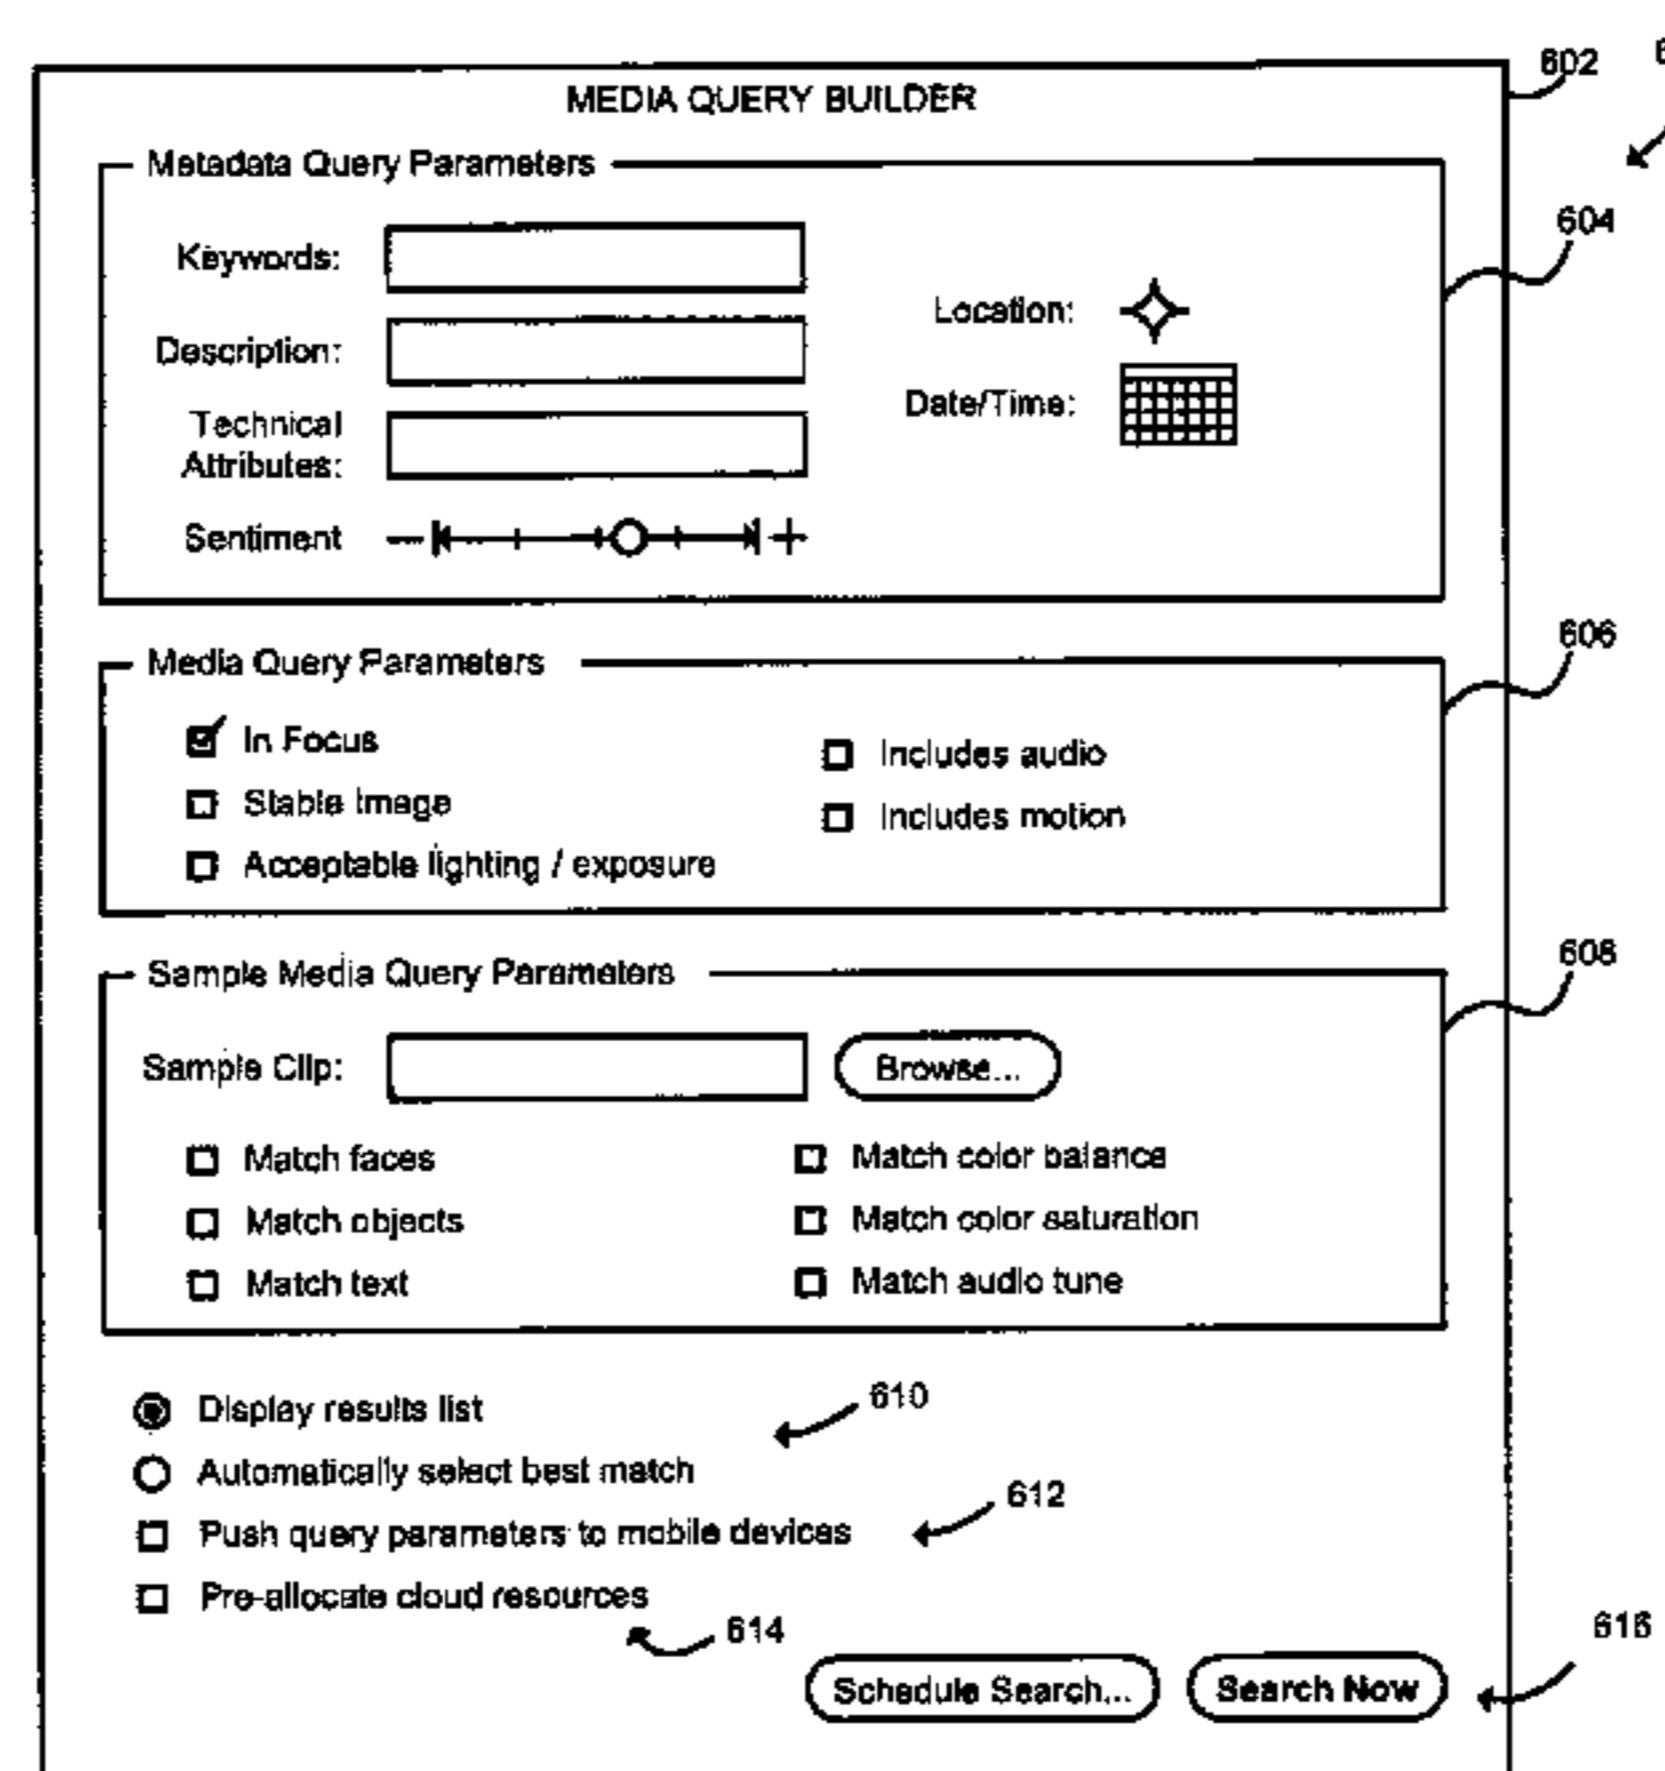 602
MEDIA QUERY BUILDER
Metadata Query Parameters
604
Keywords:
Location:
Description:
Date/Time:
Technical
Attributes:
Sentiment
606
Media Query Parameters
In Focus
Includes audio
Stable Image
Includes motion
Acceptable lighting / exposure
608
Sample Media Query Parameters
Sample Clip:
Browse...
Match faces
Match color balance
Match objects
Match color saturation
Match text
Match audio tune
Display results list
610
Automatically select best match
612
Push query parameters to mobile devices
Pre-allocate cloud resources
614
616
Schedule Search...
Search Now